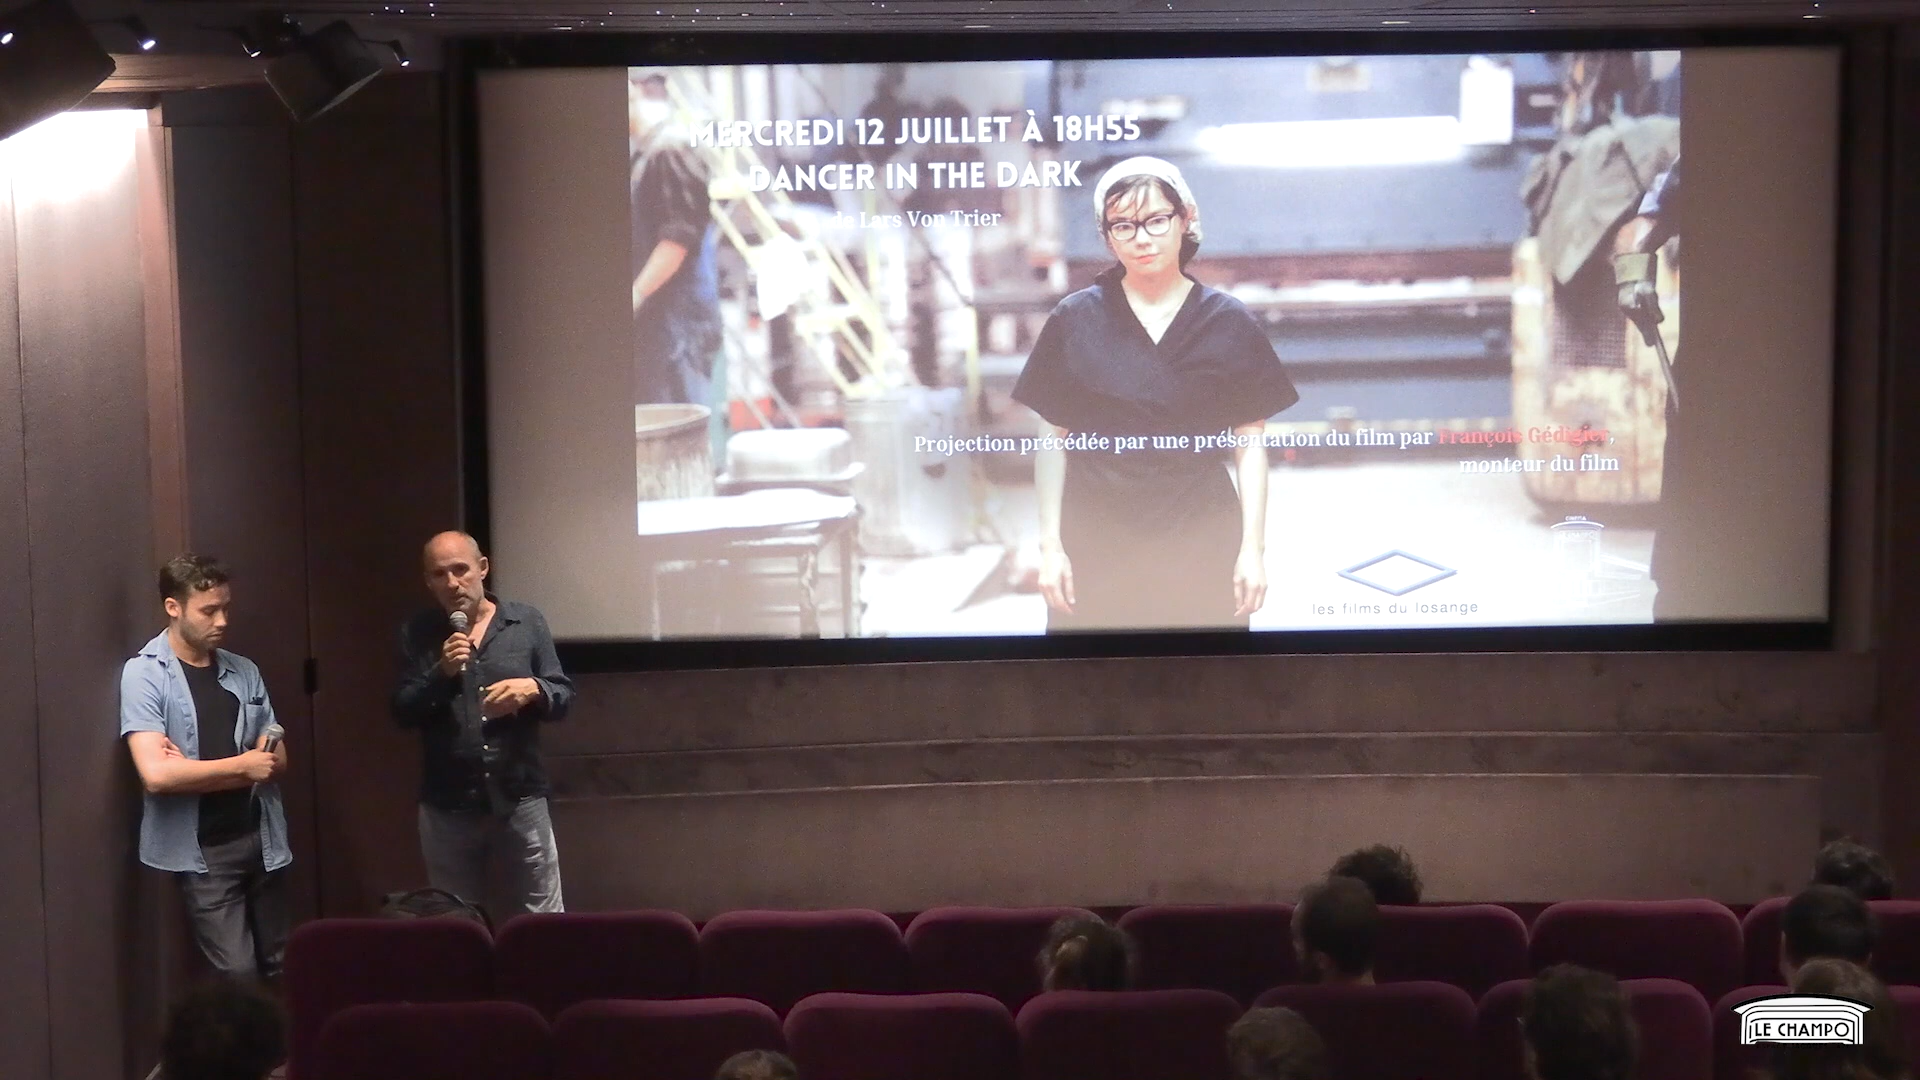 MERCREDI 12 JUILLET À 18H55
DANCER IN THE DARK
de Lars Von Trier
Projection précédée par une présentation du film par François Gédigier,
monteur du film
les films du losange
LE CHAMPO